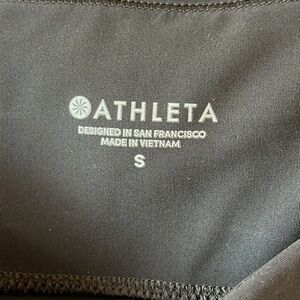 ATHLETA
DESIGNED IN SAN FRANCISCO
MADE IN VIETNAM
S